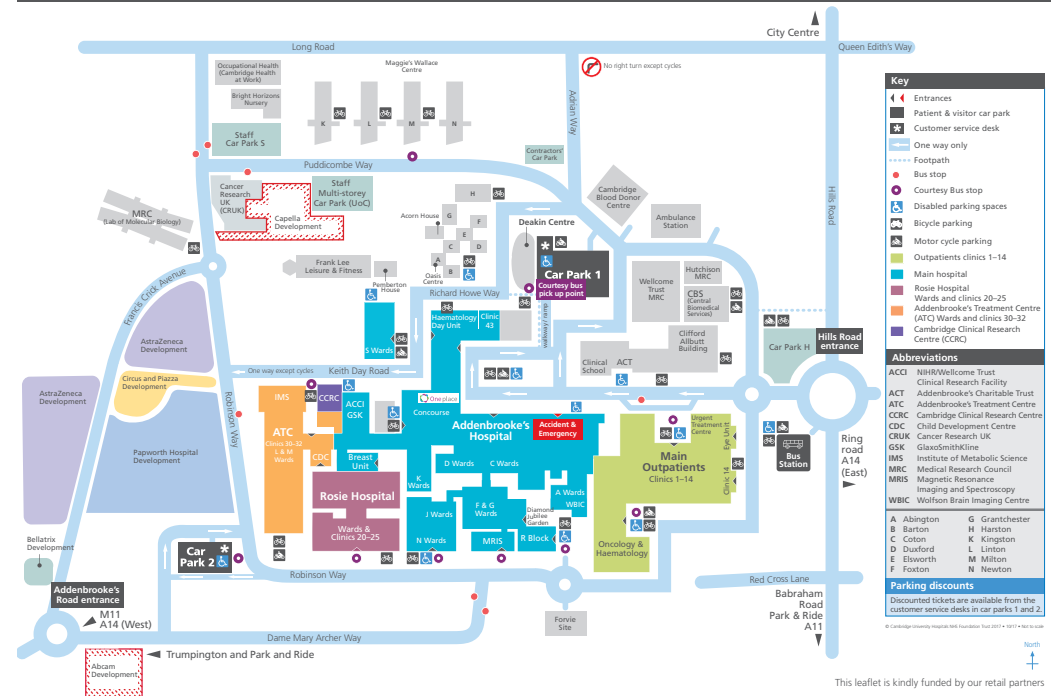 City Centre
Long Road
Queen Edith's Way
No right turn except cycles
Adrian Way
Hills Road
Occupational Health
(Cambridge Health
at Work)
Bright Horizons
Nursery
Maggie's Wallace
Centre
K
L
M
N
Staff
Car Park S
Contractors'
Car Park
Puddicombe Way
Cancer
Research
UK
(CRUK)
Capella
Development
Staff
Multi-storey
Car Park (UoC)
Cambridge
Blood Donor
Centre
Ambulance
Station
MRC
(Lab of Molecular Biology)
Acorn House
H
G
F
E
C
D
A
B
Oasis
Centre
Deakin Centre
Car Park 1
Courtesy bus
pick up point
Frank Lee
Leisure & Fitness
Pemberton
House
Richard Howe Way
walkway / ramp
Wellcome
Trust
MRC
Hutchison
MRC
CBS
(Central
Biomedical
Services)
Clifford
Allbutt
Building
Clinical
School
ACT
Car Park H
Hills Road
entrance
Francis Crick Avenue
AstraZeneca
Development
Circus and Piazza
Development
AstraZeneca
Development
Papworth Hospital
Development
Robinson Way
S Wards
Haematology
Day Unit
Clinic
43
One way except cycles
Keith Day Road
One place
Concourse
IMS
CCRC
ACCI
GSK
ATC
Clinics 30–32
L & M
Wards
CDC
Breast
Unit
Addenbrooke's
Hospital
Accident &
Emergency
D Wards
C Wards
K
Wards
A Wards
WBIC
F & G
Wards
J Wards
N Wards
MRIS
Diamond
Jubilee
Garden
R Block
Rosie Hospital
Wards &
Clinics 20–25
Urgent
Treatment
Centre
Main
Outpatients
Clinics 1–14
Eye Unit
Clinic 14
Oncology &
Haematology
Bus
Station
Ring
road
A14
(East)
Bellatrix
Development
Car
Park 2
Robinson Way
Addenbrooke's
Road entrance
M11
A14 (West)
Dame Mary Archer Way
Trumpington and Park and Ride
Abcam
Development
Forvie
Site
Red Cross Lane
Babraham
Road
Park & Ride
A11
Key
Entrances
Patient & visitor car park
Customer service desk
One way only
Footpath
Bus stop
Courtesy Bus stop
Disabled parking spaces
Bicycle parking
Motor cycle parking
Outpatients clinics 1–14
Main hospital
Rosie Hospital
Wards and clinics 20–25
Addenbrooke's Treatment Centre
(ATC) Wards and clinics 30–32
Cambridge Clinical Research
Centre (CCRC)
Abbreviations
ACCI NIHR/Wellcome Trust
Clinical Research Facility
ACT Addenbrooke's Charitable Trust
ATC Addenbrooke's Treatment Centre
CCRC Cambridge Clinical Research Centre
CDC Child Development Centre
CRUK Cancer Research UK
GSK GlaxoSmithKline
IMS Institute of Metabolic Science
MRC Medical Research Council
MRIS Magnetic Resonance
Imaging and Spectroscopy
WBIC Wolfson Brain Imaging Centre
A Abington G Grantchester
B Barton H Harston
C Coton K Kingston
D Duxford L Linton
E Elsworth M Milton
F Foxton N Newton
Parking discounts
Discounted tickets are available from the
customer service desks in car parks 1 and 2.
© Cambridge University Hospitals NHS Foundation Trust 2017 • 10/17 • Not to scale
North
This leaflet is kindly funded by our retail partners